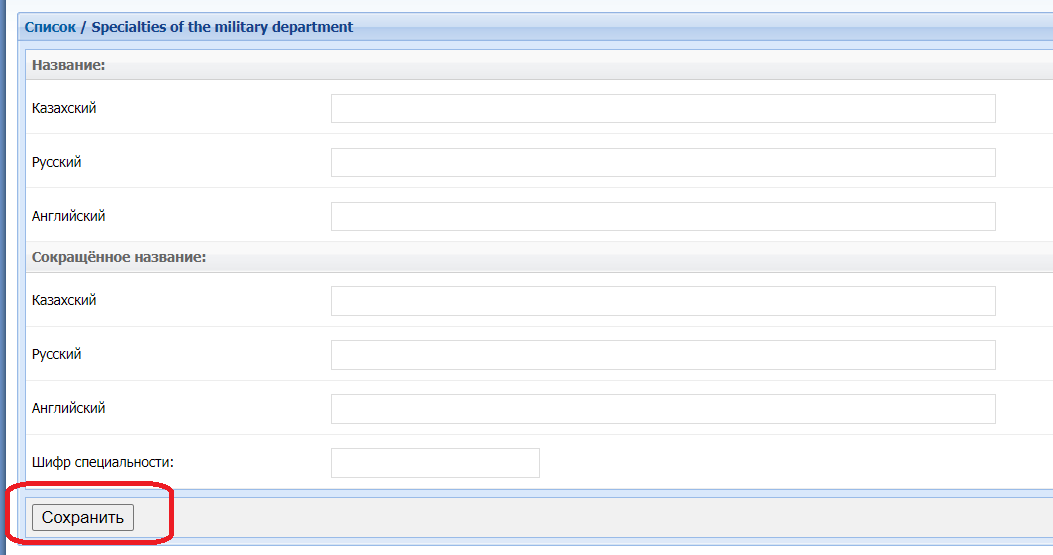 Список / Specialties of the military department
Название:
Казахский
Русский
Английский
Сокращённое название:
Казахский
Русский
Английский
Шифр специальности:
Сохранить